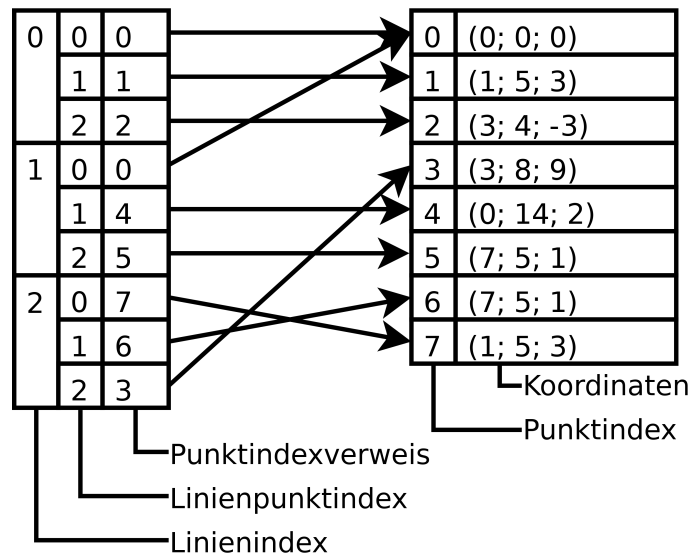 0 0 0
1 1
2 2
1 0 0
1 4
2 5
2 0 7
1 6
2 3
0 (0; 0; 0)
1 (1; 5; 3)
2 (3; 4; -3)
3 (3; 8; 9)
4 (0; 14; 2)
5 (7; 5; 1)
6 (7; 5; 1)
7 (1; 5; 3)
Koordinaten
Punktindex
Punktindexverweis
Linienpunktindex
Linienindex